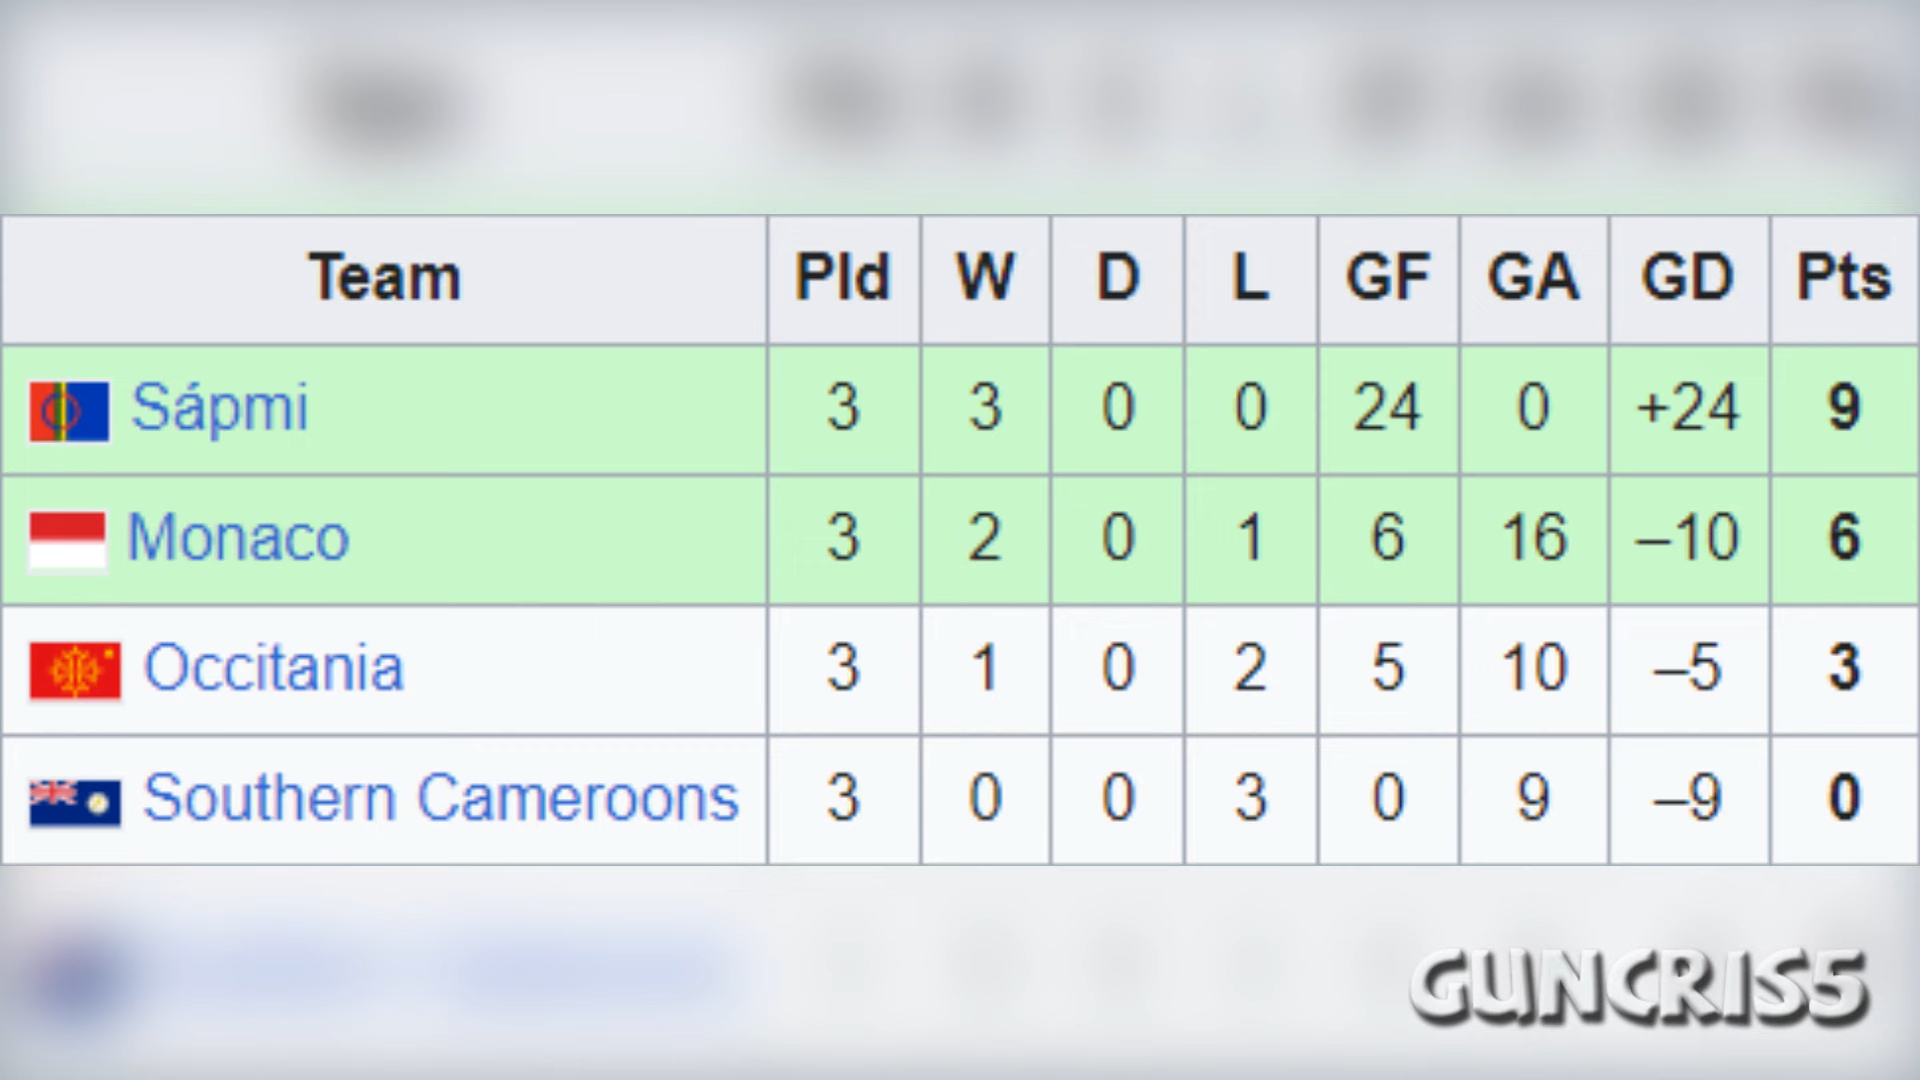 Team Pld W D L GF GA GD Pts
Sápmi 3 3 0 0 24 0 +24 9
Monaco 3 2 0 1 6 16 –10 6
Occitania 3 1 0 2 5 10 –5 3
Southern Cameroons 3 0 0 3 0 9 –9 0
GUNCRIS5